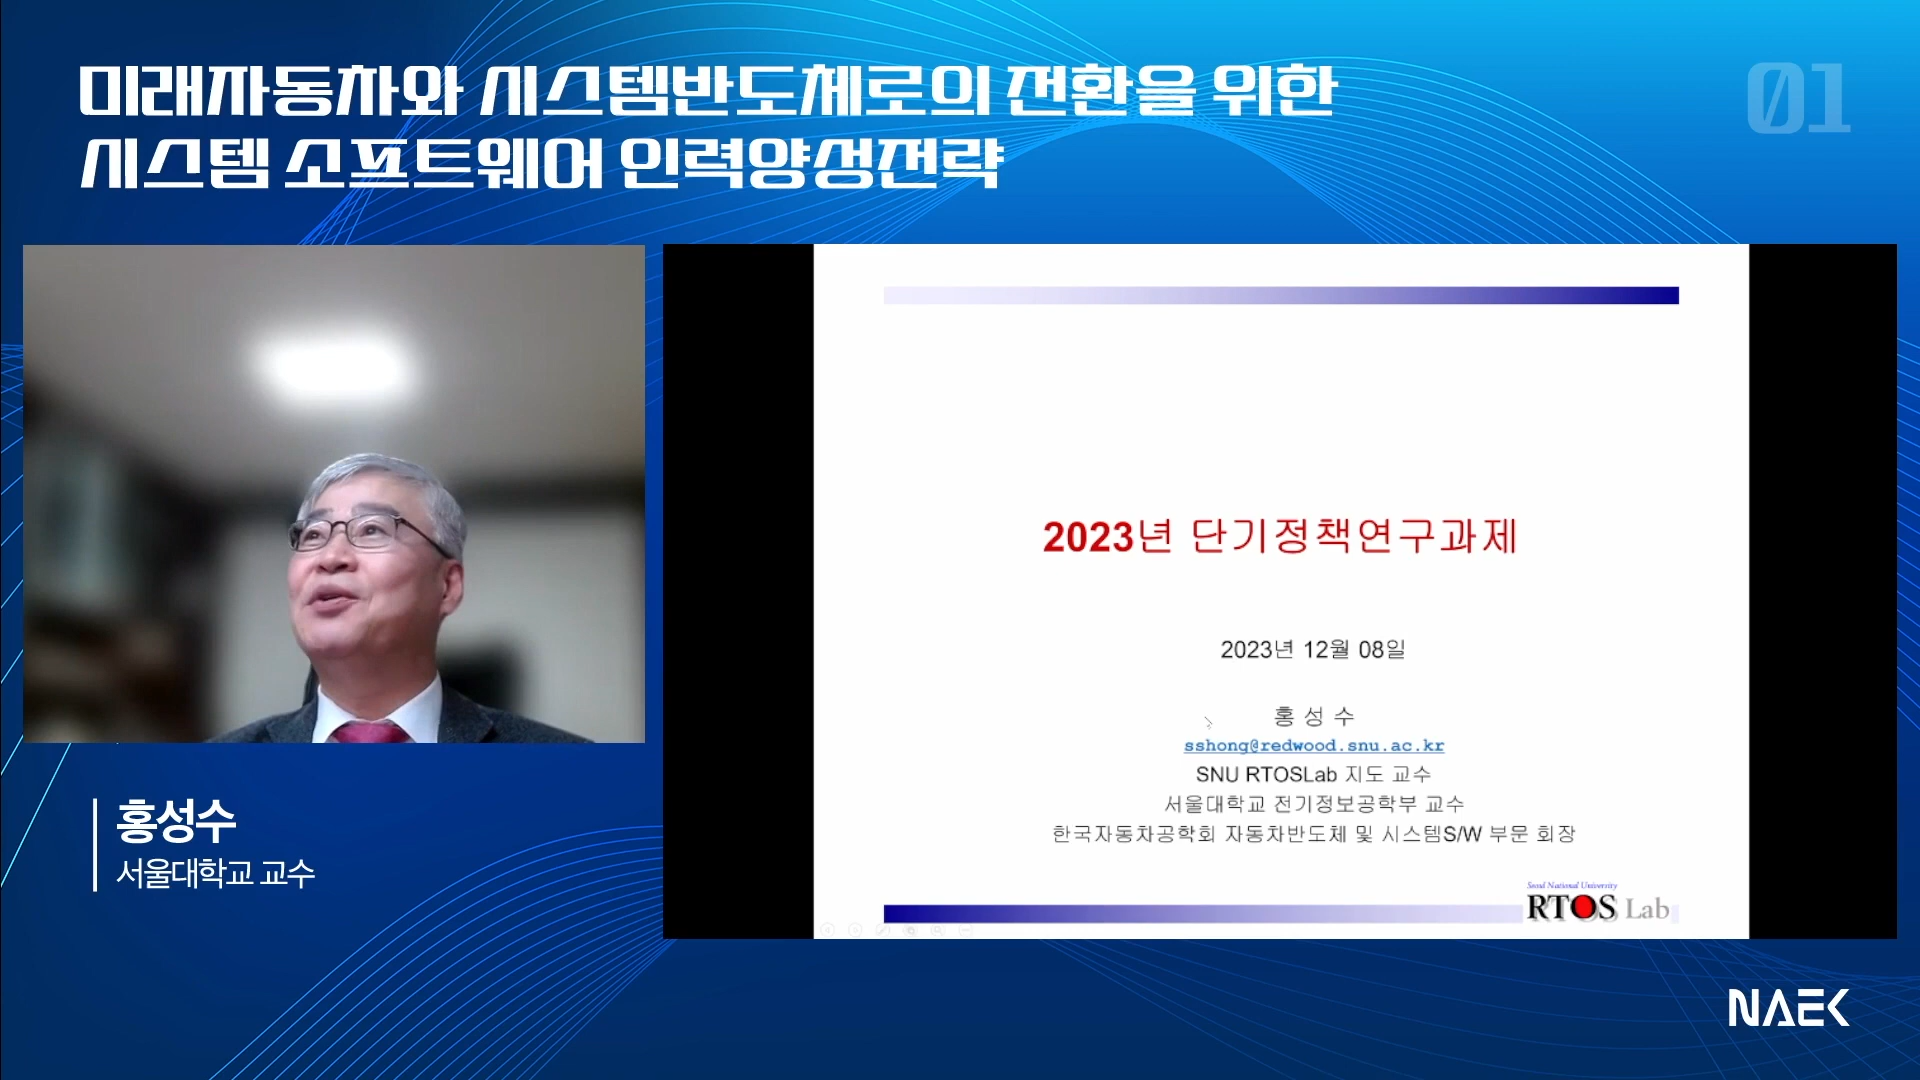 미래자동차와 시스템반도체로의 전환을 위한
시스템 소프트웨어 인력양성전략
01
2023년 단기정책연구과제
2023년 12월 08일
홍 성 수
sshong@redwood.snu.ac.kr
SNU RTOSLab 지도 교수
서울대학교 전기정보공학부 교수
한국자동차공학회 자동차반도체 및 시스템S/W 부문 회장
Seoul National University
RTOS Lab
홍성수
서울대학교 교수
NAEK